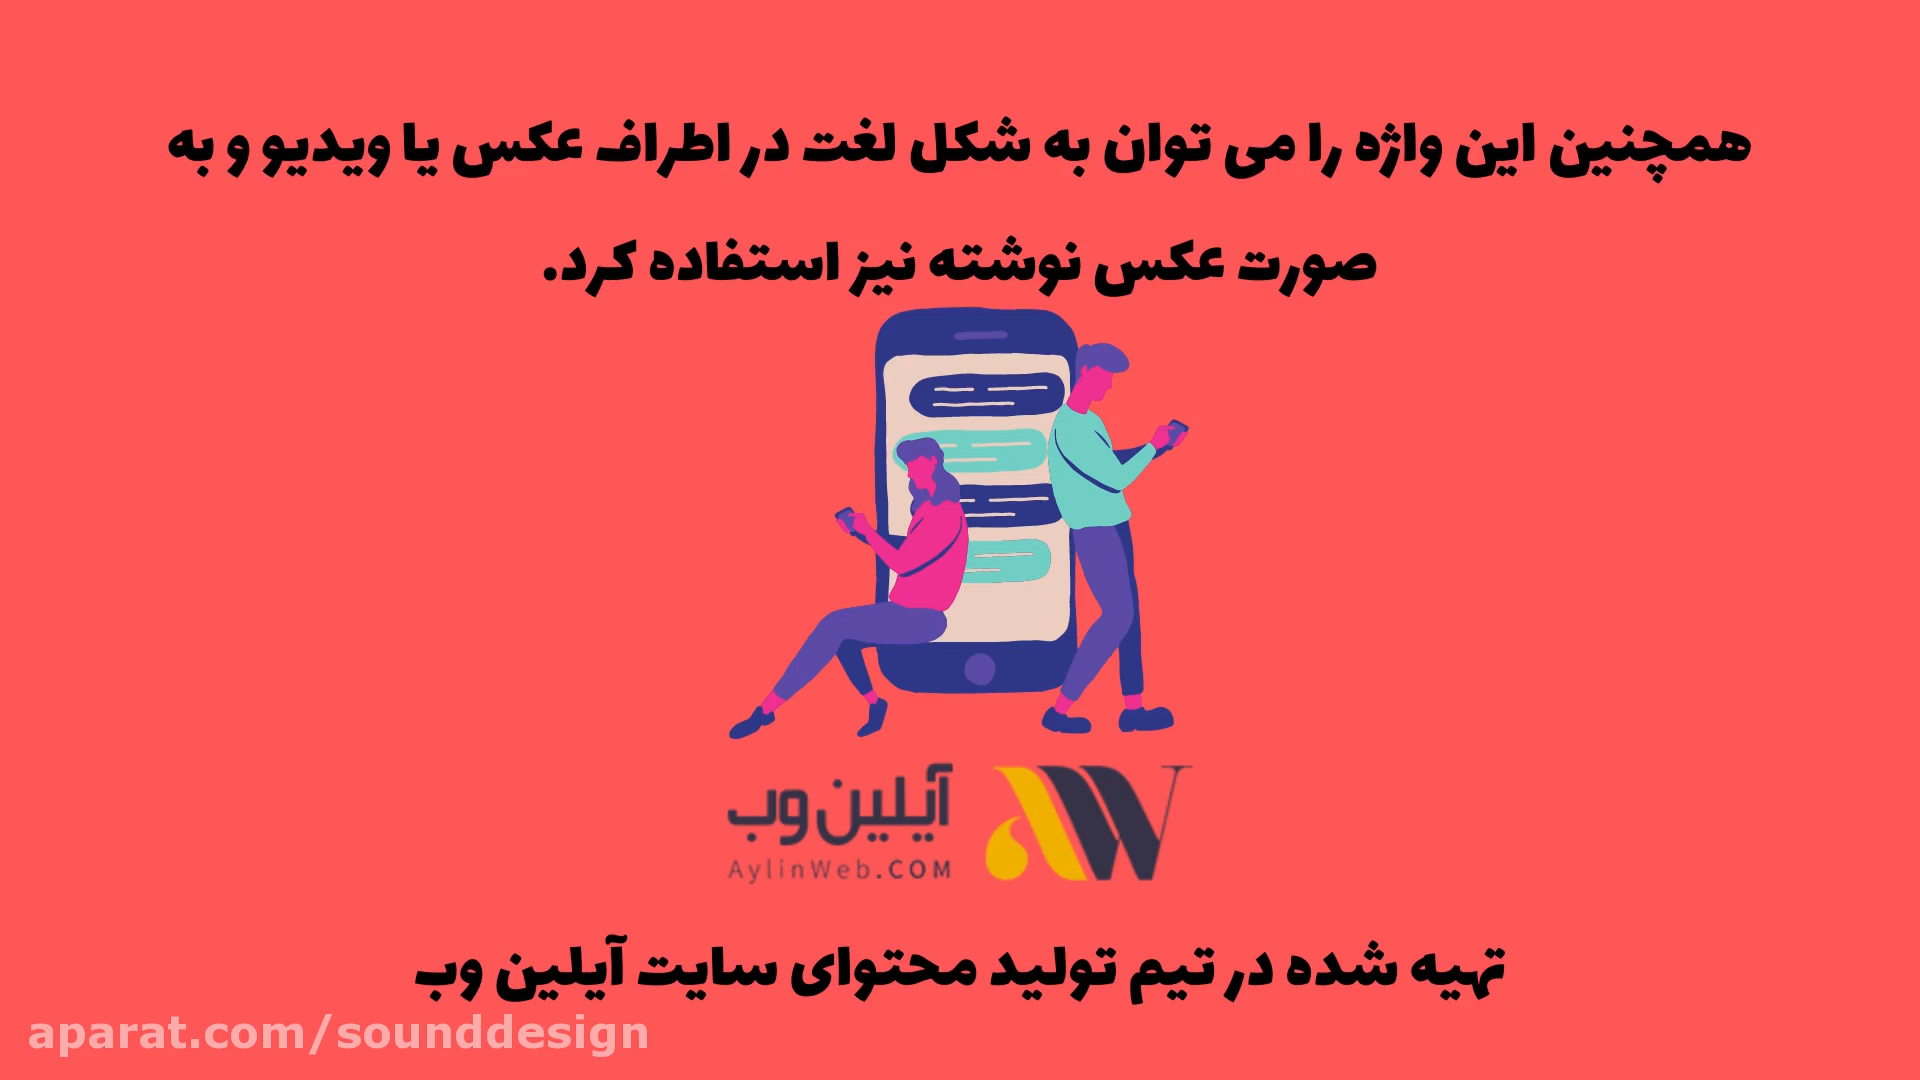 همچنین این واژه را می توان به شکل لغت در اطراف عکس یا ویدیو و به
صورت عکس نوشته نیز استفاده کرد.
آیلین وب
AylinWeb.COM
AW
تهیه شده در تیم تولید محتوای سایت آیلین وب
aparat.com/sounddesign